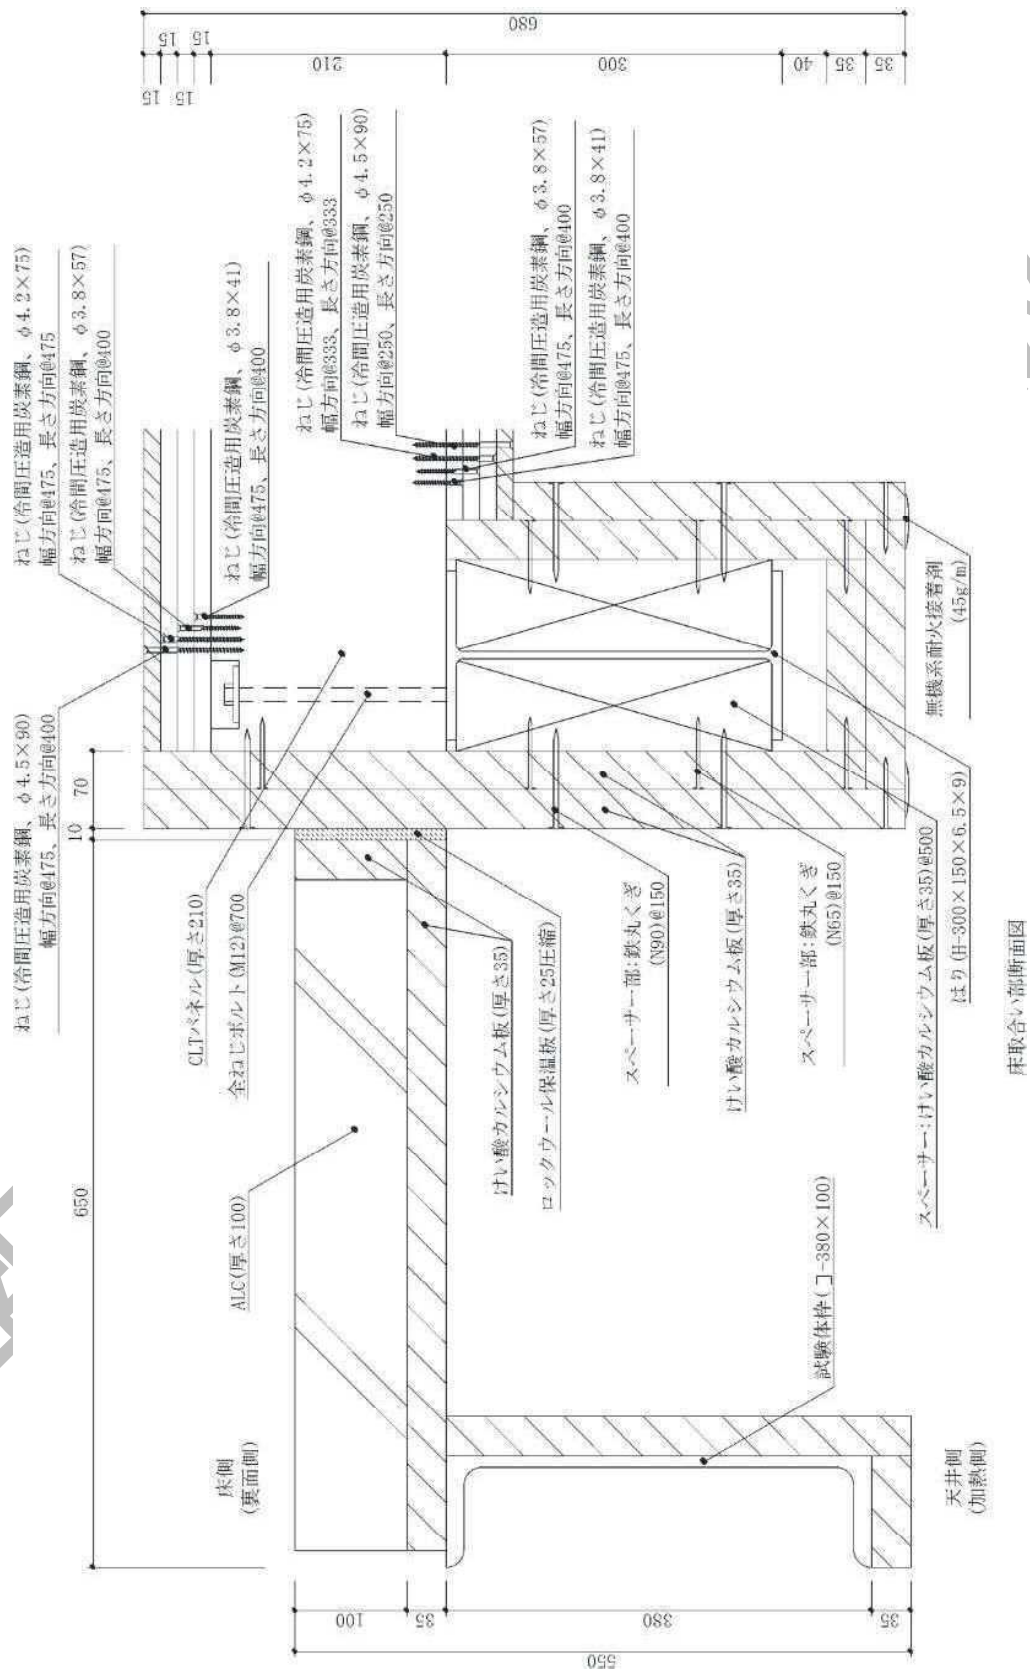 ねじ(冷間圧造用炭素鋼、φ4.5×90)
幅方向@475、長さ方向@400
ねじ(冷間圧造用炭素鋼、φ4.2×75)
幅方向@475、長さ方向@475
ねじ(冷間圧造用炭素鋼、φ3.8×57)
幅方向@475、長さ方向@400
ねじ(冷間圧造用炭素鋼、φ3.8×41)
幅方向@475、長さ方向@400
ねじ(冷間圧造用炭素鋼、φ4.2×75)
幅方向@333、長さ方向@333
ねじ(冷間圧造用炭素鋼、φ4.5×90)
幅方向@250、長さ方向@250
ねじ(冷間圧造用炭素鋼、φ3.8×57)
幅方向@475、長さ方向@400
ねじ(冷間圧造用炭素鋼、φ3.8×41)
幅方向@475、長さ方向@400
650
10
70
CLTパネル(厚さ210)
全ねじボルト(M12)@700
ALC(厚さ100)
床側
(裏面側)
けい酸カルシウム板(厚さ35)
ロックウール保温板(厚さ25圧縮)
スペーサー部:鉄丸くぎ
(N90)@150
けい酸カルシウム板(厚さ35)
スペーサー部:鉄丸くぎ
(N65)@150
試験体枠(コ-380×100)
無機系耐火接着剤
(45g/m)
スペーサー:けい酸カルシウム板(厚さ35)@500
はり(H-300×150×6.5×9)
天井側
(加熱側)
床取合い部断面図
100
35
380
35
550
15
15
15
15
210
300
40
35
35
680